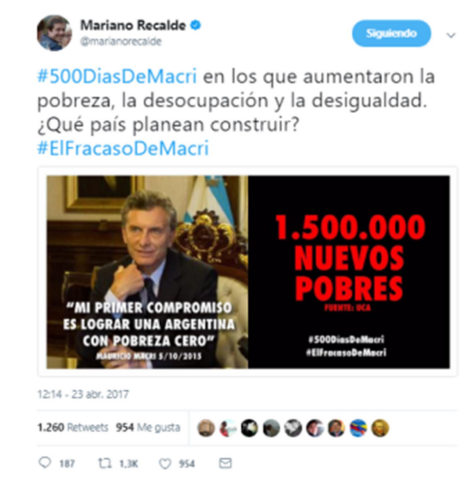 Mariano Recalde
@marianorecalde
Siguiendo
#500DiasDeMacri en los que aumentaron la
pobreza, la desocupación y la desigualdad.
¿Qué país planean construir?
#ElFracasoDeMacri
"MI PRIMER COMPROMISO
ES LOGRAR UNA ARGENTINA
CON POBREZA CERO"
MAURICIO MACRI 5/10/2015
1.500.000
NUEVOS
POBRES
FUENTE: UCA
#500DiasDeMacri
#ElFracasoDeMacri
12:14 - 23 abr. 2017
1.260 Retweets 954 Me gusta
187 1,3K 954